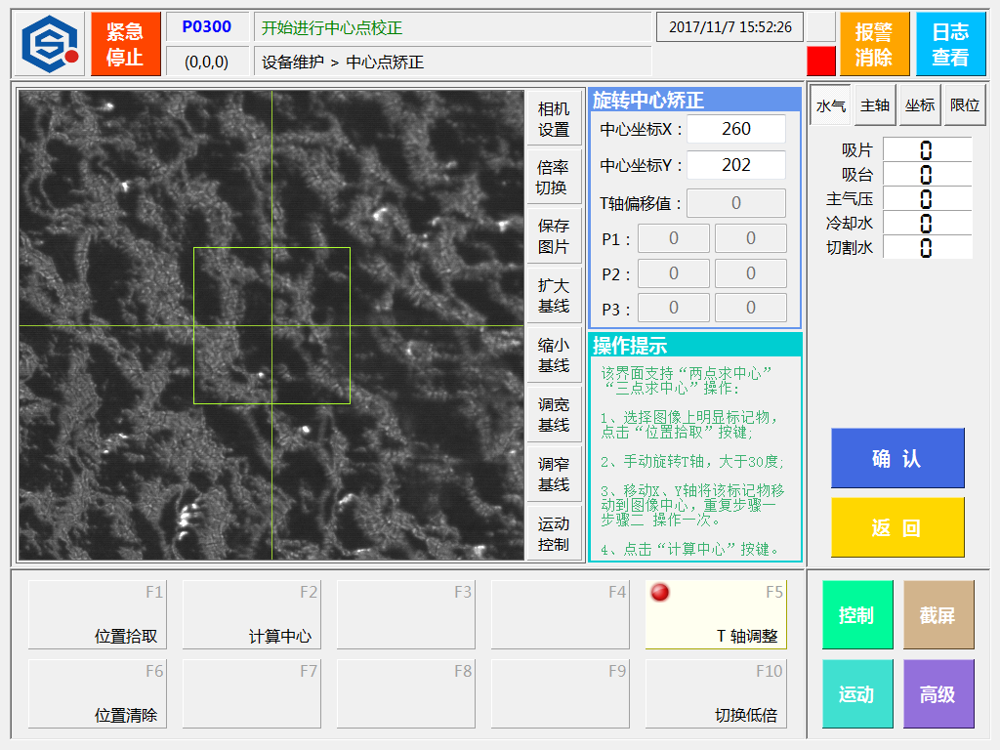 紧急
停止
P0300
(0,0,0)
开始进行中心点校正
设备维护 > 中心点矫正
2017/11/7 15:52:26
报警
消除
日志
查看
相机
设置
倍率
切换
保存
图片
扩大
基线
缩小
基线
调宽
基线
调窄
基线
运动
控制
旋转中心矫正
中心坐标X： 260
中心坐标Y： 202
T轴偏移值： 0
P1： 0 0
P2： 0 0
P3： 0 0
操作提示
该界面支持“两点求中心”
“三点求中心”操作:
1、选择图像上明显标记物，
点击“位置拾取”按键;
2、手动旋转T轴，大于30度;
3、移动X、Y轴将该标记物移
动到图像中心，重复步骤一
步骤二 操作一次。
4、点击“计算中心”按键。
水气 主轴 坐标 限位
吸片 0
吸台 0
主气压 0
冷却水 0
切割水 0
确 认
返 回
F1
位置拾取
F2
计算中心
F3
F4
F5
T 轴调整
F6
位置清除
F7
F8
F9
F10
切换低倍
控制
截屏
运动
高级